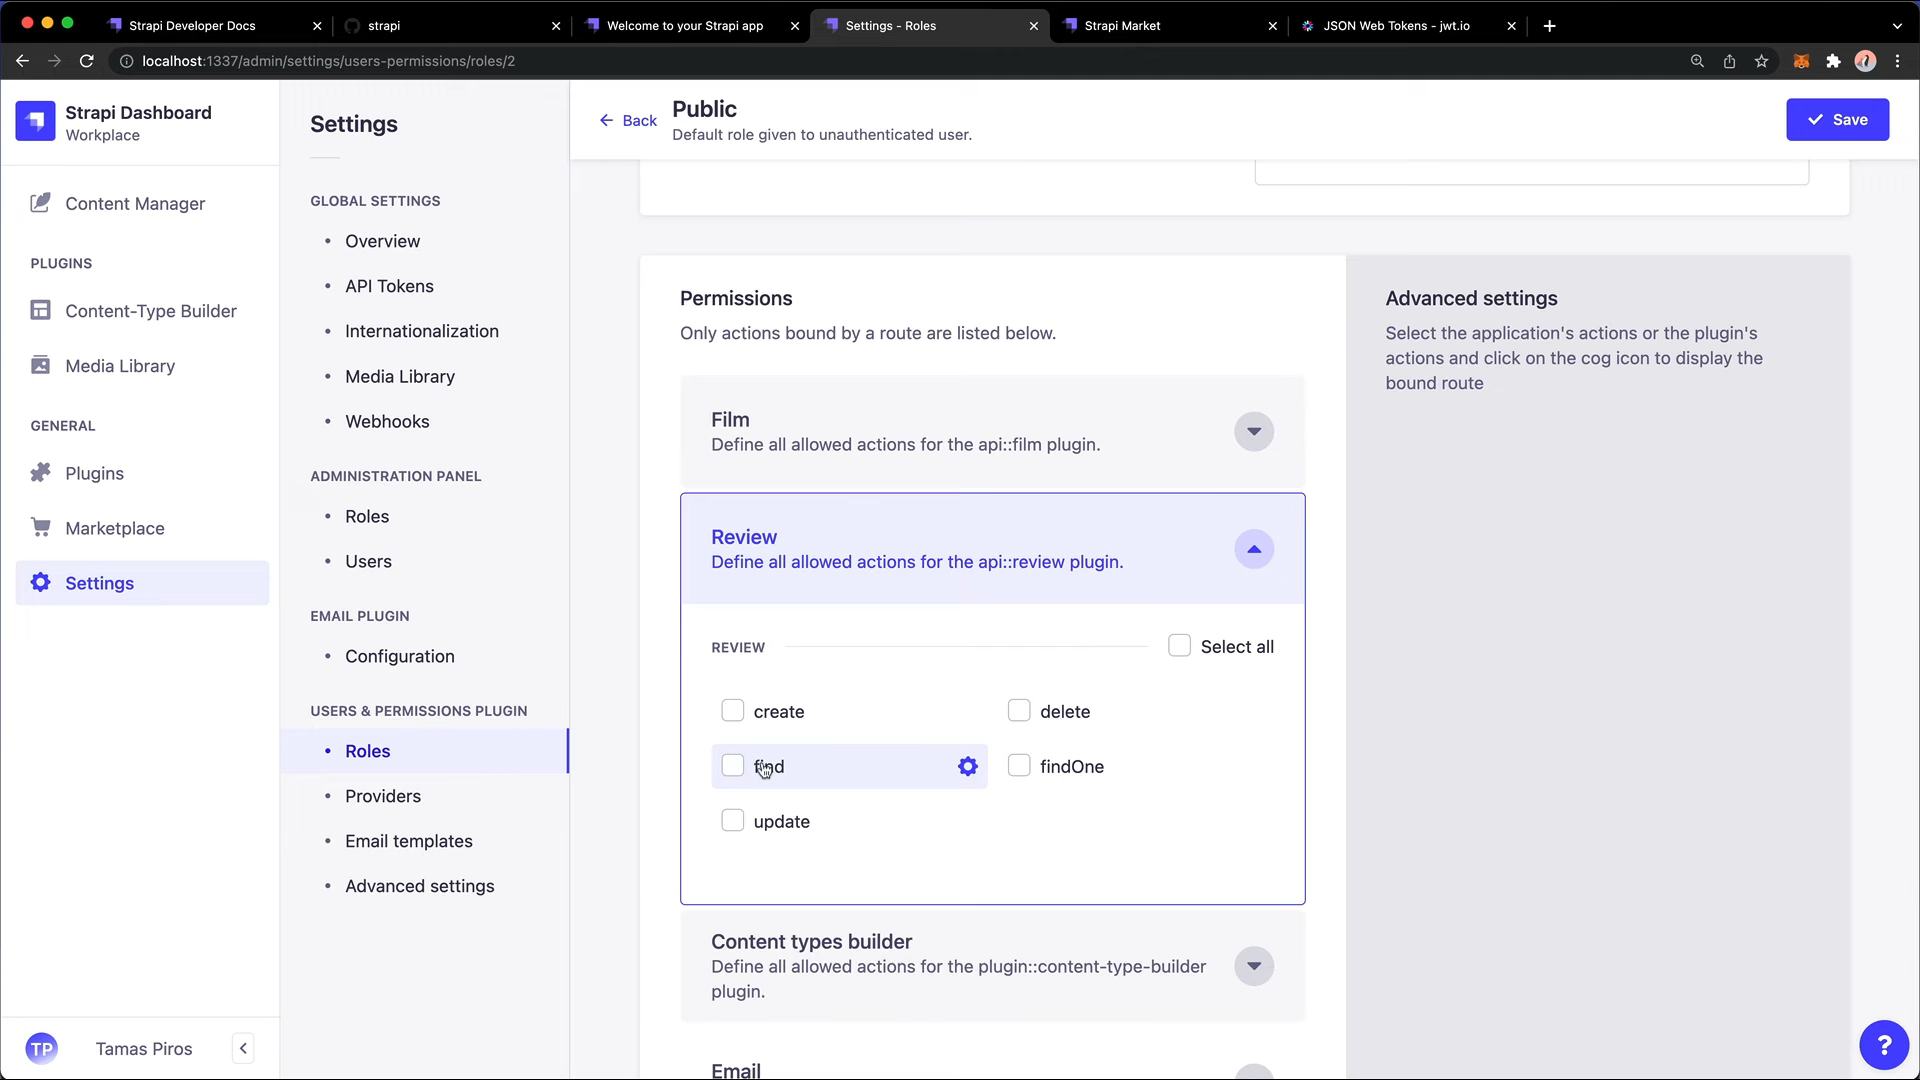 Strapi Developer Docs
strapi
Welcome to your Strapi app
Settings - Roles
Strapi Market
JSON Web Tokens - jwt.io
localhost:1337/admin/settings/users-permissions/roles/2
Strapi Dashboard
Workplace
Content Manager
PLUGINS
Content-Type Builder
Media Library
GENERAL
Plugins
Marketplace
Settings
TP
Tamas Piros
Settings
GLOBAL SETTINGS
Overview
API Tokens
Internationalization
Media Library
Webhooks
ADMINISTRATION PANEL
Roles
Users
EMAIL PLUGIN
Configuration
USERS & PERMISSIONS PLUGIN
Roles
Providers
Email templates
Advanced settings
Back
Public
Default role given to unauthenticated user.
Save
Permissions
Only actions bound by a route are listed below.
Film
Define all allowed actions for the api::film plugin.
Review
Define all allowed actions for the api::review plugin.
REVIEW
Select all
create
delete
find
findOne
update
Content types builder
Define all allowed actions for the plugin::content-type-builder
plugin.
Email
Advanced settings
Select the application's actions or the plugin's
actions and click on the cog icon to display the
bound route
?